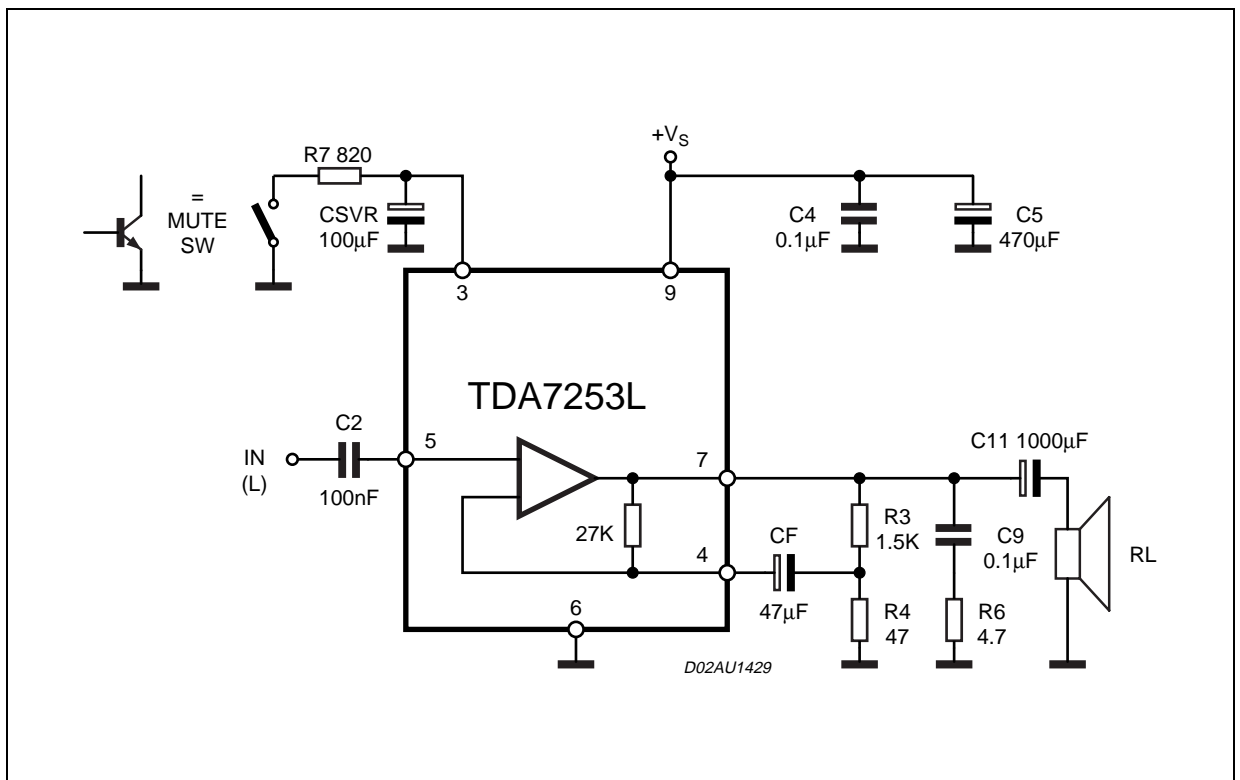 +VS
R7 820
=
MUTE
SW
CSVR
100µF
C4
0.1µF
C5
470µF
3
9
TDA7253L
C2
5
IN
(L)
100nF
7
C11 1000µF
27K
4
CF
47µF
R3
1.5K
C9
0.1µF
RL
6
R4
47
R6
4.7
D02AU1429